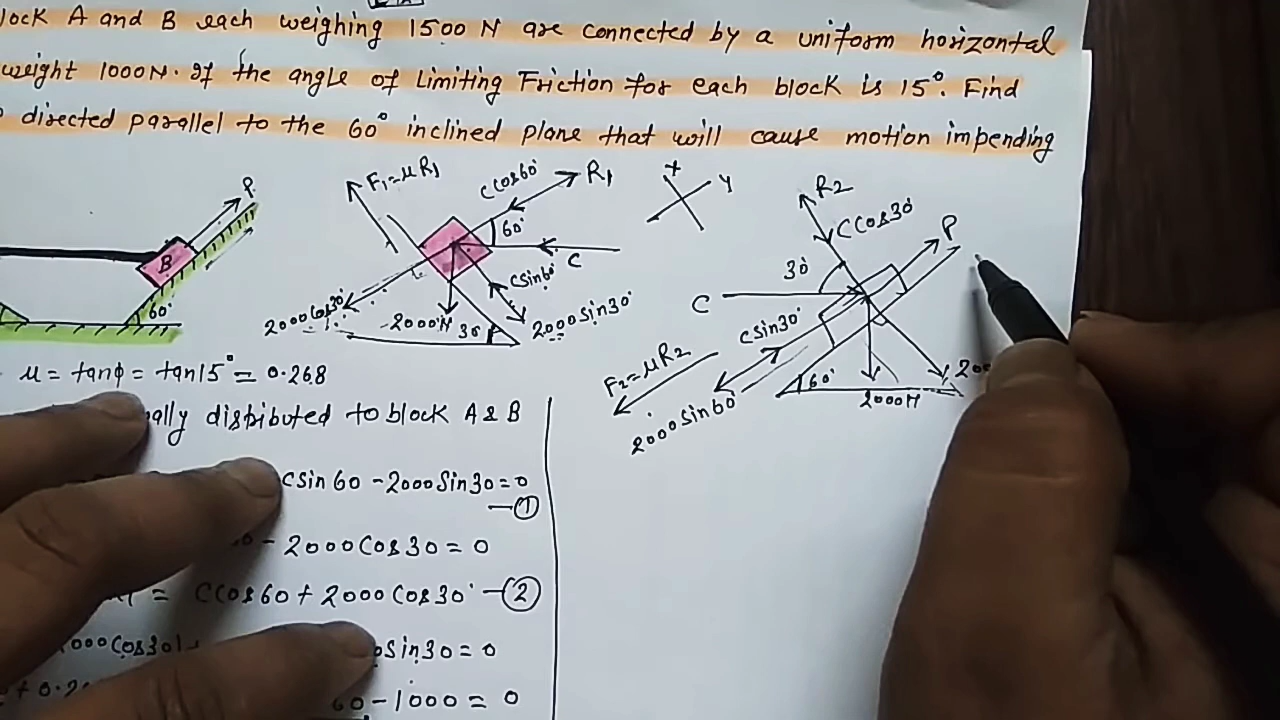 A and B each weighing 1500 N are connected by a uniform horizontal
weight 1000N. If the angle of Limiting Friction for each block is 15°. Find
directed parallel to the 60° inclined plane that will cause motion impending
P
B
60°
F₁=μR₁
Ccos60°
R₁
60°
C
Csin60°
2000cos30°
2000N
30
2000sin30°
X
Y
R₂
Ccos30°
P
30°
C
Csin30°
F₂=μR₂
2000sin60°
60°
2000N
200
μ = tanφ = tan15° = 0.268
distributed to block A & B
Csin60 - 2000Sin30 = 0
—①
- 2000Cos30 = 0
= Ccos60 + 2000Cos30° —②
Sin30 = 0
- 1000 = 0